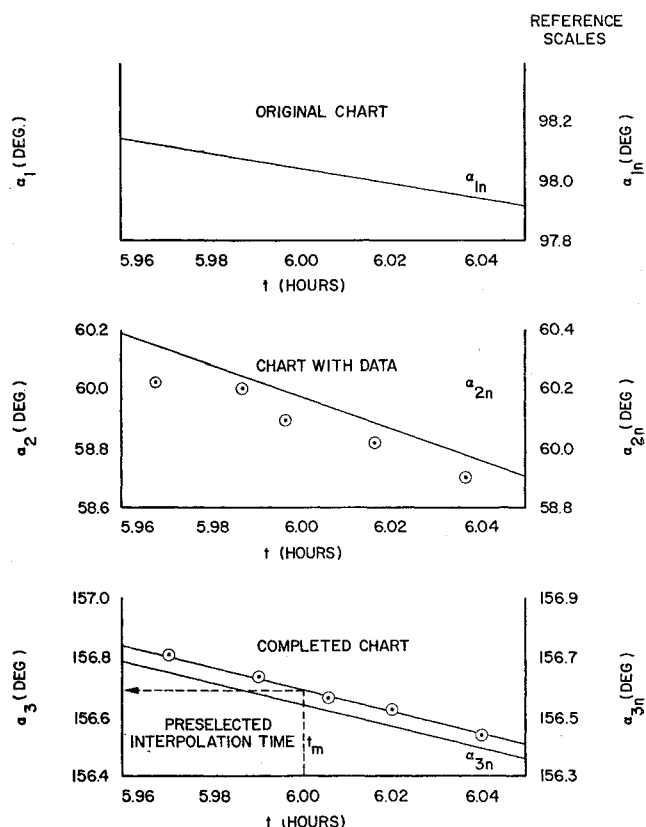 REFERENCE
SCALES
α1 (DEG.)
ORIGINAL CHART
α1n
98.2
98.0
97.8
α1n (DEG)
5.96 5.98 6.00 6.02 6.04
t (HOURS)
α2 (DEG.)
60.2
60.0
58.8
58.6
CHART WITH DATA
α2n
60.4
60.2
60.0
58.8
α2n (DEG)
5.96 5.98 6.00 6.02 6.04
t (HOURS)
α3 (DEG)
157.0
156.8
156.6
156.4
COMPLETED CHART
PRESELECTED
INTERPOLATION TIME
tm
α3n
156.9
156.7
156.5
156.3
α3n (DEG)
5.96 5.98 6.00 6.02 6.04
t (HOURS)